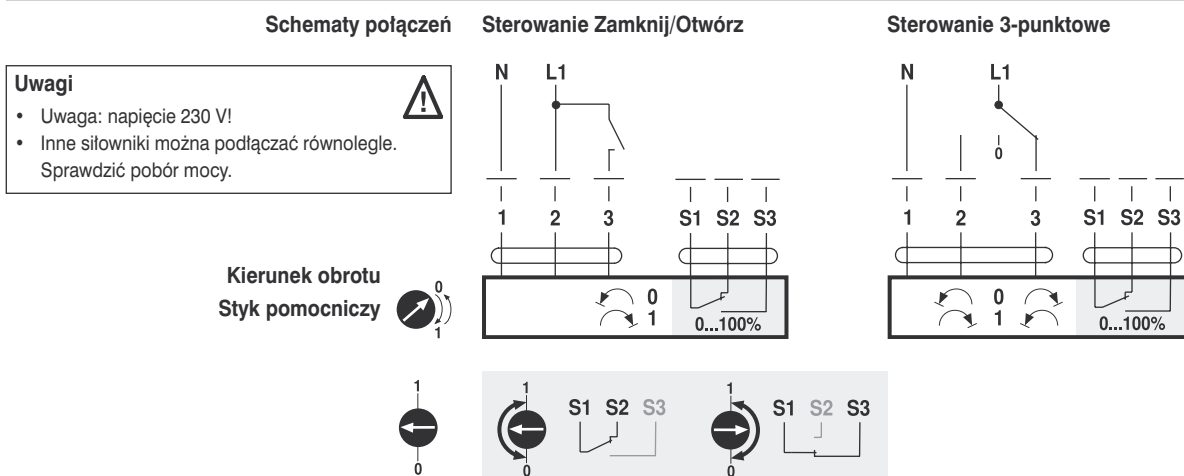 Schematy połączeń
Sterowanie Zamknij/Otwórz
Sterowanie 3-punktowe
Uwagi
• Uwaga: napięcie 230 V!
• Inne siłowniki można podłączać równolegle.
Sprawdzić pobór mocy.
N L1
1 2 3 S1 S2 S3
0
1
0...100%
N L1
0
1 2 3 S1 S2 S3
0
1
0...100%
Kierunek obrotu
Styk pomocniczy
0
1
1
0
1
0
S1 S2 S3
1
0
S1 S2 S3